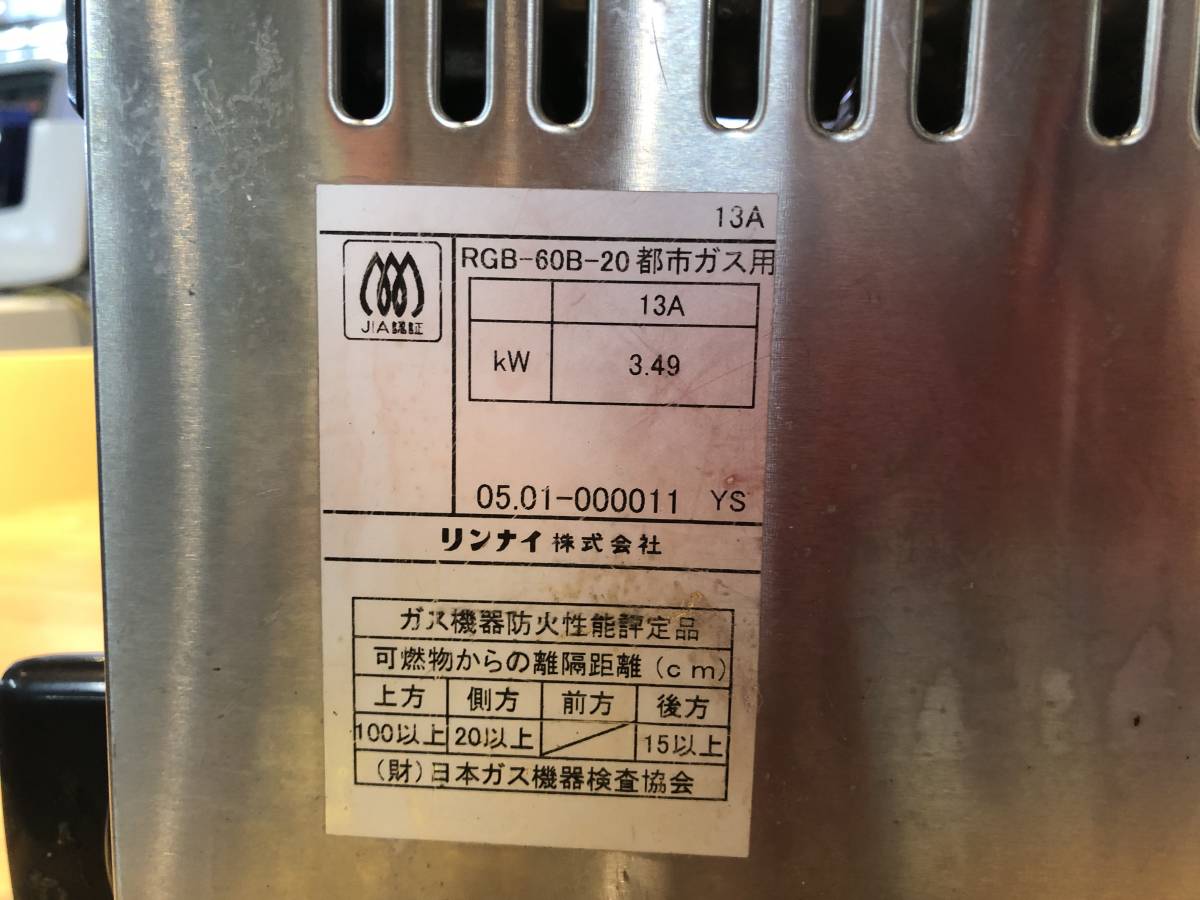 13A
JIA認証
RGB-60B-20 都市ガス用
13A
kW 3.49
05.01-000011 YS
リンナイ株式会社
ガス機器防火性能評定品
可燃物からの離隔距離(cm)
上方 側方 前方 後方
100以上 20以上 15以上
(財)日本ガス機器検査協会